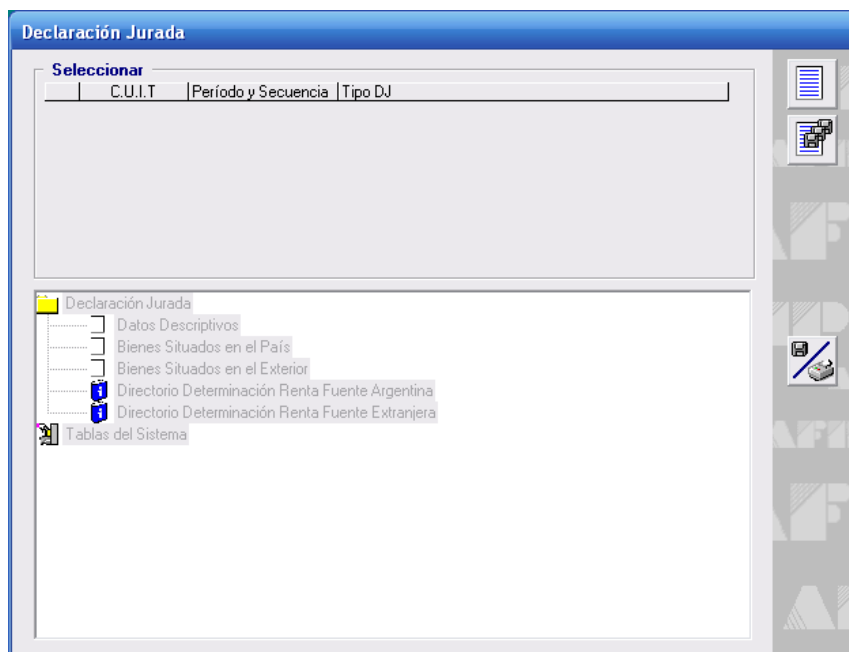 Declaración Jurada
Seleccionar
C.U.I.T Período y Secuencia Tipo DJ
Declaración Jurada
Datos Descriptivos
Bienes Situados en el País
Bienes Situados en el Exterior
Directorio Determinación Renta Fuente Argentina
Directorio Determinación Renta Fuente Extranjera
Tablas del Sistema